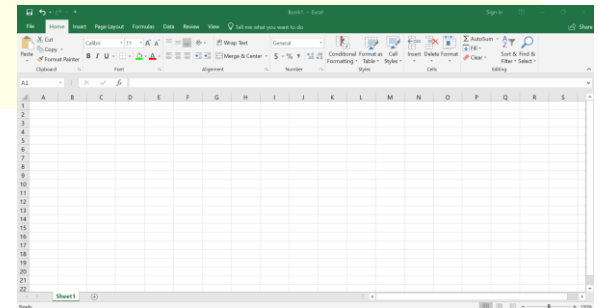 Book1 - Excel
Sign in
File Home Insert Page Layout Formulas Data Review View Tell me what you want to do Share
Paste
Cut
Copy
Format Painter
Calibri 11
B I U
Wrap Text
Merge & Center
General
$ % ,
Conditional Formatting
Format as Table
Cell Styles
Insert Delete Format
AutoSum
Fill
Clear
Sort & Filter
Find & Select
Clipboard Font Alignment Number Styles Cells Editing
A1 fx
A B C D E F G H I J K L M N O P Q R S
1
2
3
4
5
6
7
8
9
10
11
12
13
14
15
16
17
18
19
20
21
22
Sheet1
Ready 100%